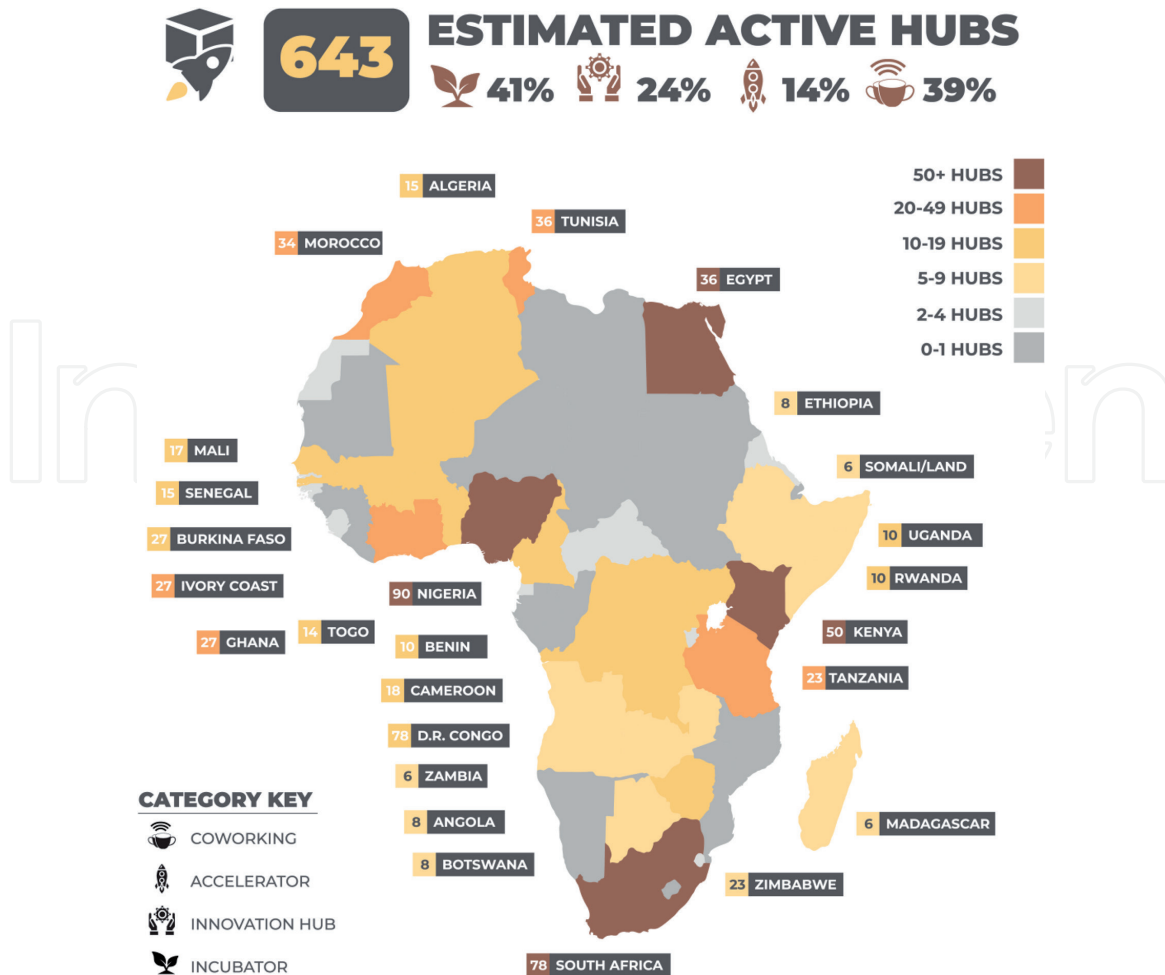 643
ESTIMATED ACTIVE HUBS
41% 24% 14% 39%
50+ HUBS
20-49 HUBS
10-19 HUBS
5-9 HUBS
2-4 HUBS
0-1 HUBS
15 ALGERIA
36 TUNISIA
34 MOROCCO
36 EGYPT
8 ETHIOPIA
17 MALI
6 SOMALI/LAND
15 SENEGAL
27 BURKINA FASO
10 UGANDA
27 IVORY COAST
10 RWANDA
90 NIGERIA
27 GHANA
14 TOGO
50 KENYA
10 BENIN
23 TANZANIA
18 CAMEROON
78 D.R. CONGO
6 ZAMBIA
8 ANGOLA
6 MADAGASCAR
8 BOTSWANA
23 ZIMBABWE
78 SOUTH AFRICA
CATEGORY KEY
COWORKING
ACCELERATOR
INNOVATION HUB
INCUBATOR